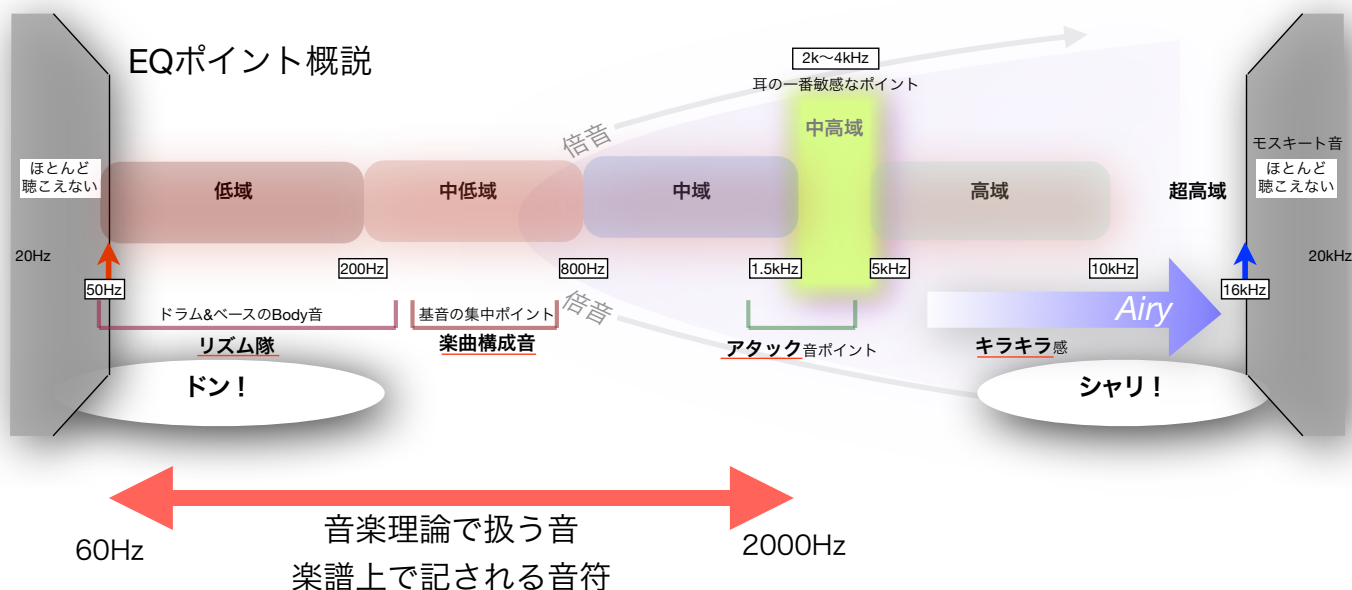 EQポイント概説
2k〜4kHz
耳の一番敏感なポイント
中高域
倍音
モスキート音
ほとんど
聴こえない
ほとんど
聴こえない
低域
中低域
中域
高域
超高域
20Hz
20kHz
50Hz
200Hz
800Hz
1.5kHz
5kHz
10kHz
16kHz
倍音
Airy
ドラム&ベースのBody音
リズム隊
基音の集中ポイント
楽曲構成音
アタック音ポイント
キラキラ感
ドン!
シャリ!
60Hz
音楽理論で扱う音
楽譜上で記される音符
2000Hz